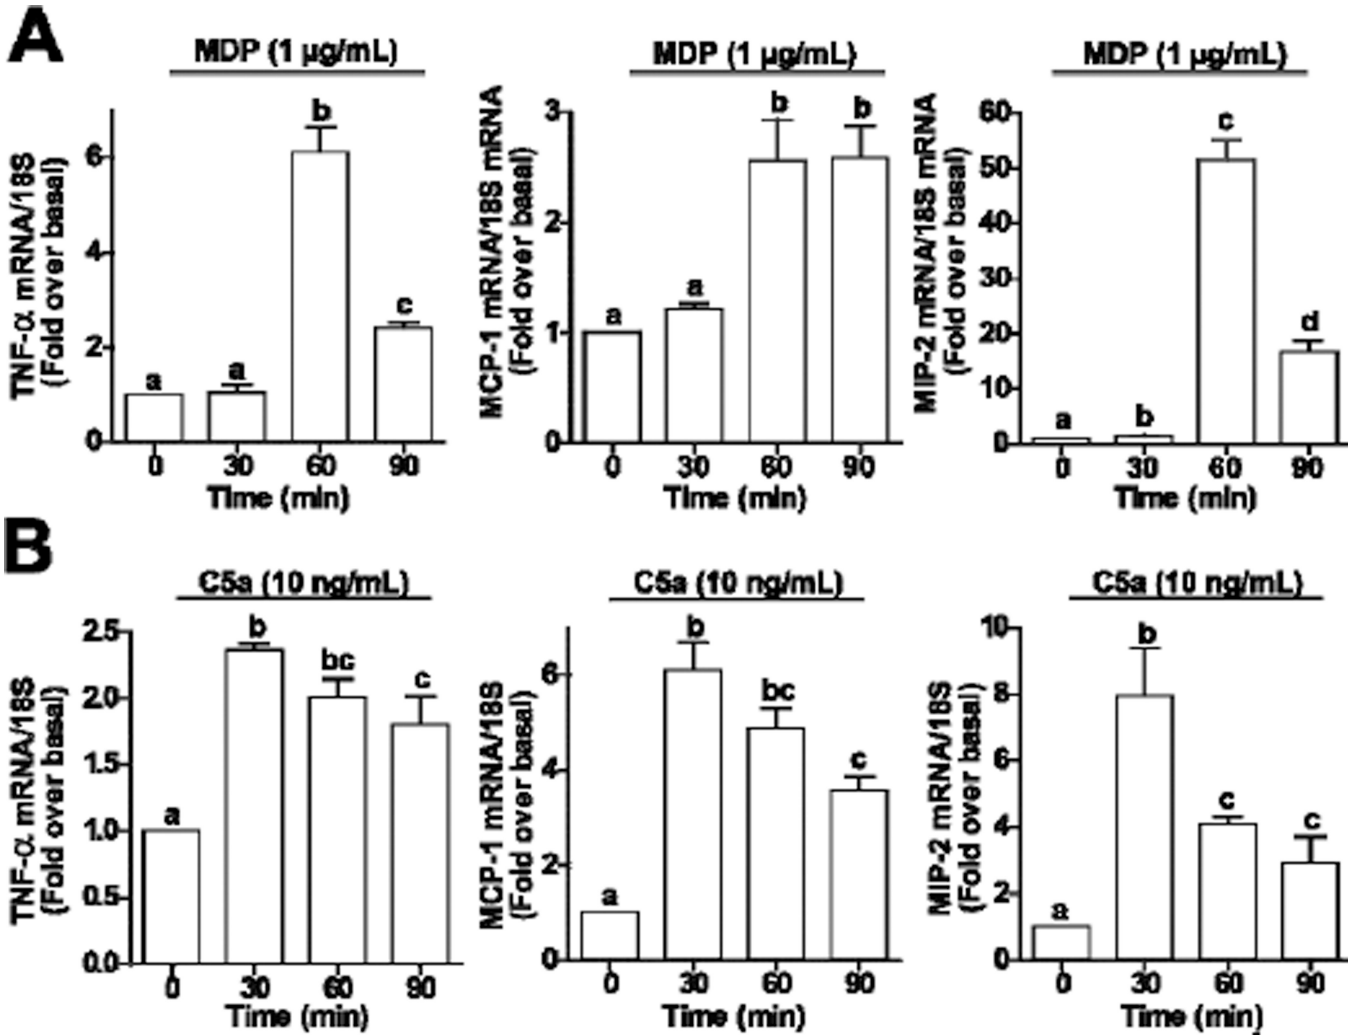 A
MDP (1 µg/mL)
TNF-α mRNA/18S
(Fold over basal)
6
4
2
0
a
a
b
c
0 30 60 90
Time (min)
MDP (1 µg/mL)
MCP-1 mRNA/18S mRNA
(Fold over basal)
3
2
1
0
a
a
b
b
0 30 60 90
Time (min)
MDP (1 µg/mL)
MIP-2 mRNA/18S mRNA
(Fold over basal)
60
50
40
30
20
10
0
a
b
c
d
0 30 60 90
Time (min)
B
C5a (10 ng/mL)
TNF-α mRNA/18S
(Fold over basal)
2.5
2.0
1.5
1.0
0.5
0.0
a
b
bc
c
0 30 60 90
Time (min)
C5a (10 ng/mL)
MCP-1 mRNA/18S
(Fold over basal)
6
4
2
0
a
b
bc
c
0 30 60 90
Time (min)
C5a (10 ng/mL)
MIP-2 mRNA/18S
(Fold over basal)
10
8
6
4
2
0
a
b
c
c
0 30 60 90
Time (min)